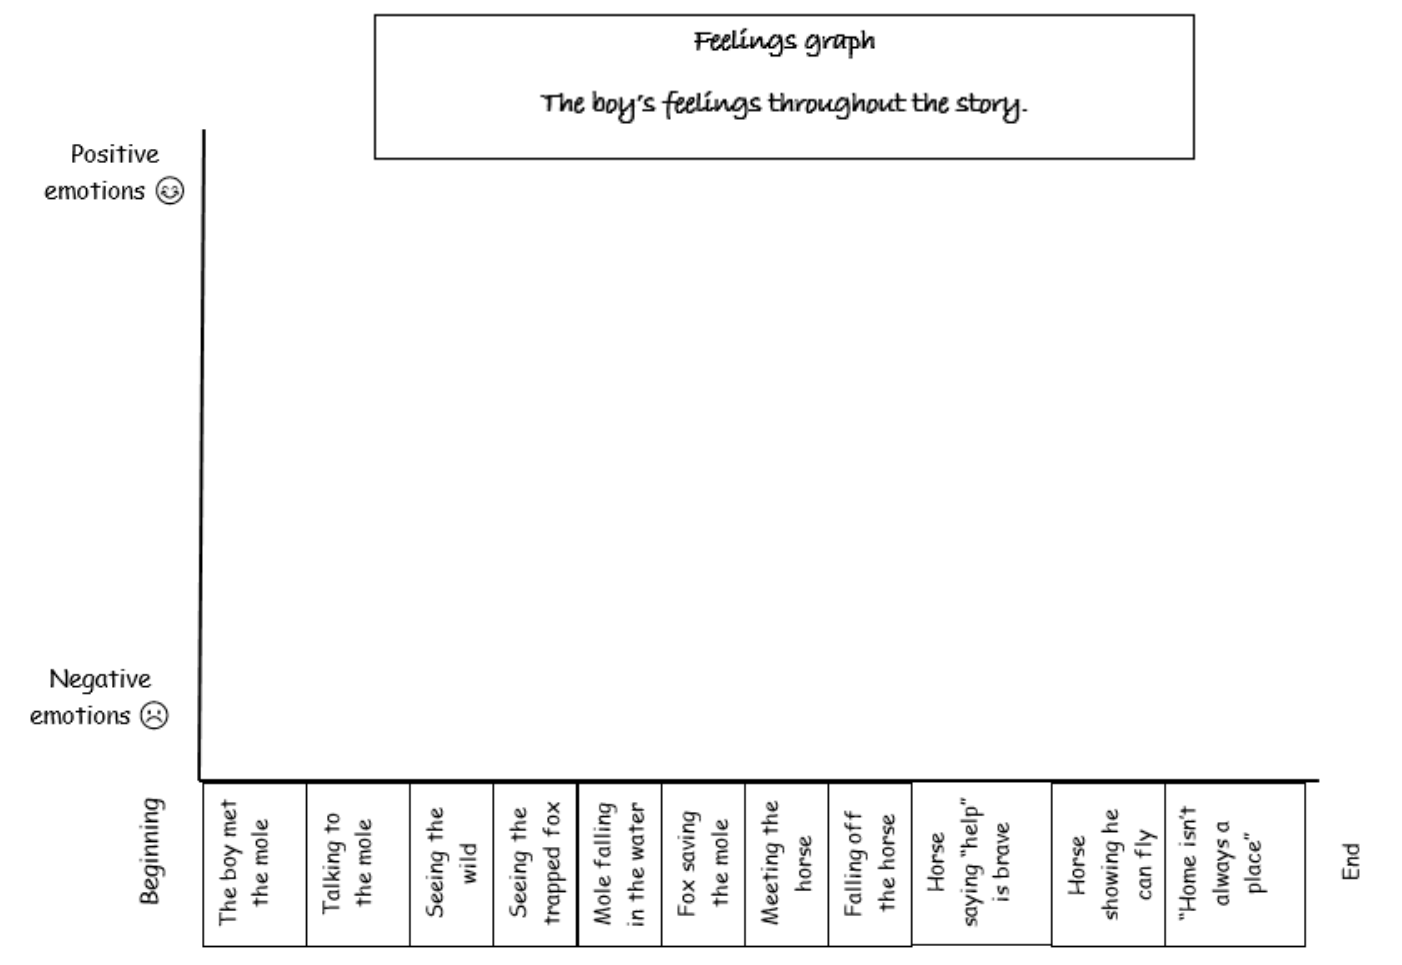 Feelings graph
The boy's feelings throughout the story.
Positive
emotions
Negative
emotions
Beginning
The boy met
the mole
Talking to
the mole
Seeing the
wild
Seeing the
trapped fox
Mole falling
in the water
Fox saving
the mole
Meeting the
horse
Falling off
the horse
Horse
saying "help"
is brave
Horse
showing he
can fly
"Home isn't
always a
place"
End